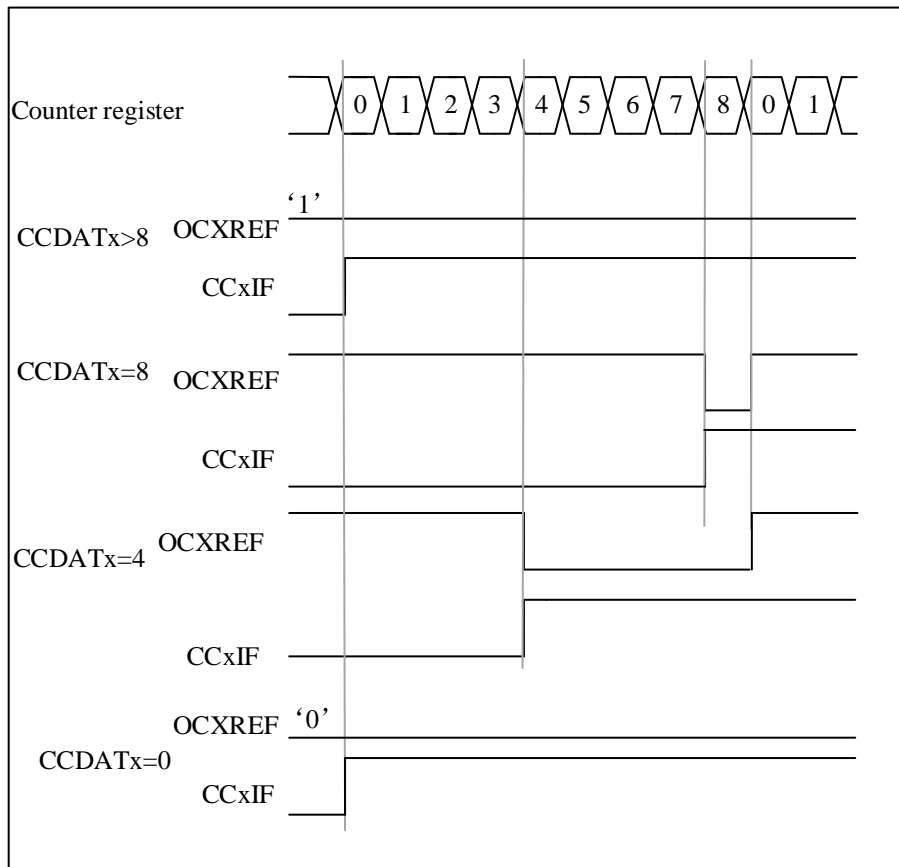 Counter register 0 1 2 3 4 5 6 7 8 0 1
‘1’
CCDATx>8 OCXREF
CCxIF
CCDATx=8 OCXREF
CCxIF
CCDATx=4 OCXREF
CCxIF
OCXREF ‘0’
CCDATx=0
CCxIF